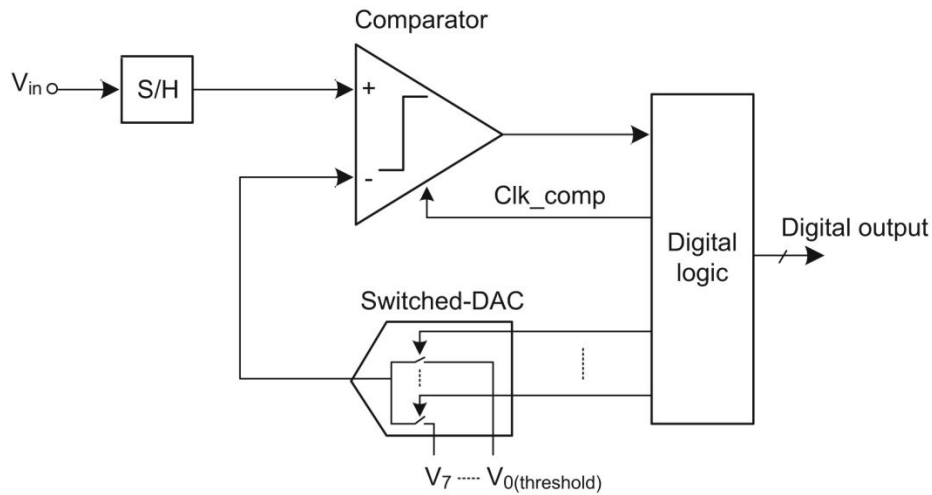 Comparator
Vin
S/H
+
-
Clk_comp
Digital
logic
Digital output
Switched-DAC
V7 ----- V0(threshold)